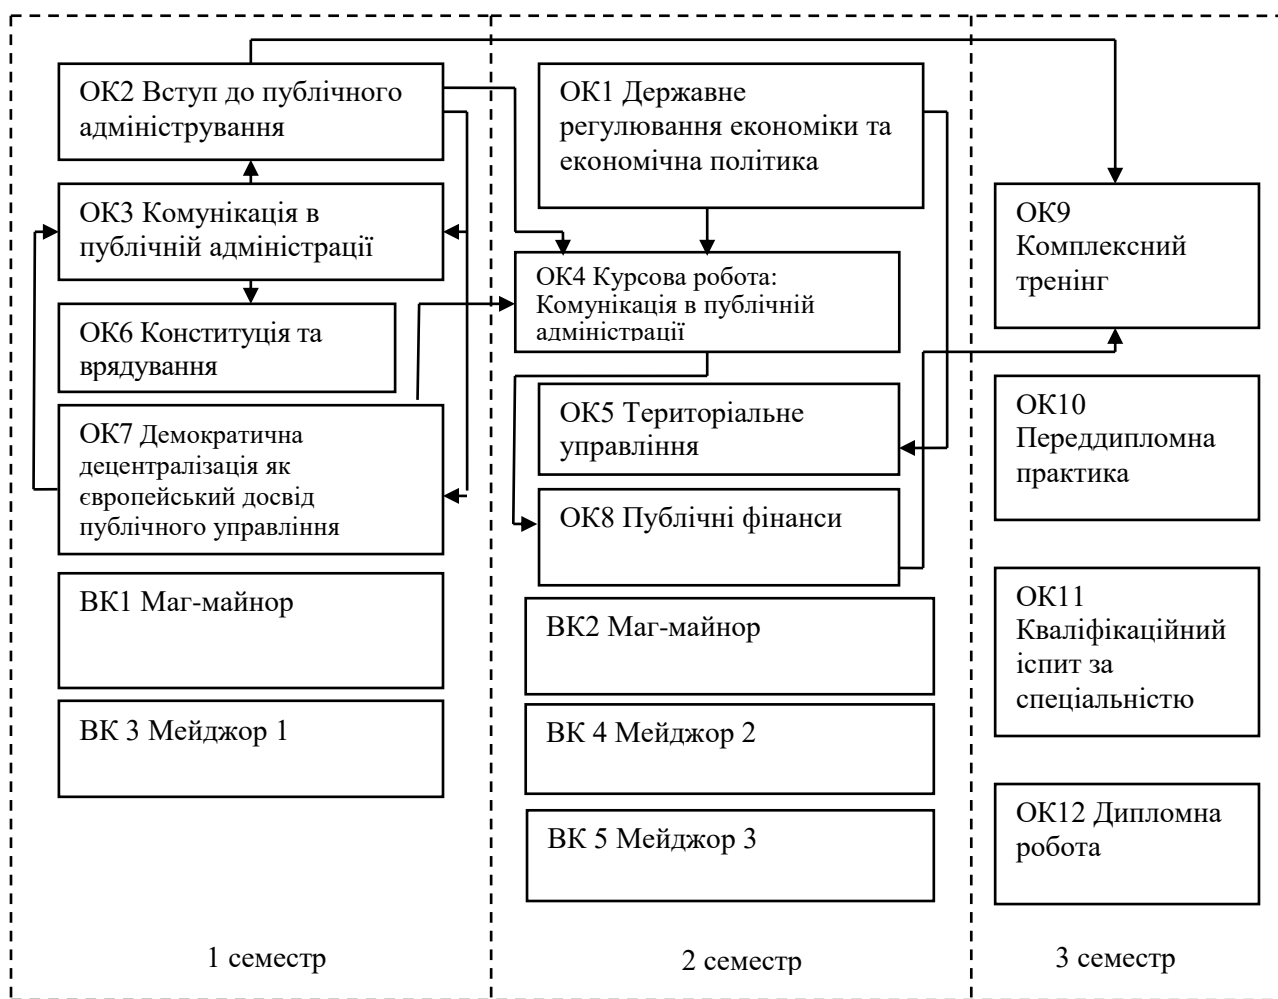 ОК2 Вступ до публічного
адміністрування
ОК3 Комунікація в
публічній адміністрації
ОК6 Конституція та
врядування
ОК7 Демократична
децентралізація як
європейський досвід
публічного управління
ВК1 Маг-майнор
ВК 3 Мейджор 1
1 семестр
ОК1 Державне
регулювання економіки та
економічна політика
ОК4 Курсова робота:
Комунікація в публічній
адміністрації
ОК5 Територіальне
управління
ОК8 Публічні фінанси
ВК2 Маг-майнор
ВК 4 Мейджор 2
ВК 5 Мейджор 3
2 семестр
ОК9
Комплексний
тренінг
ОК10
Переддипломна
практика
ОК11
Кваліфікаційний
іспит за
спеціальністю
ОК12 Дипломна
робота
3 семестр